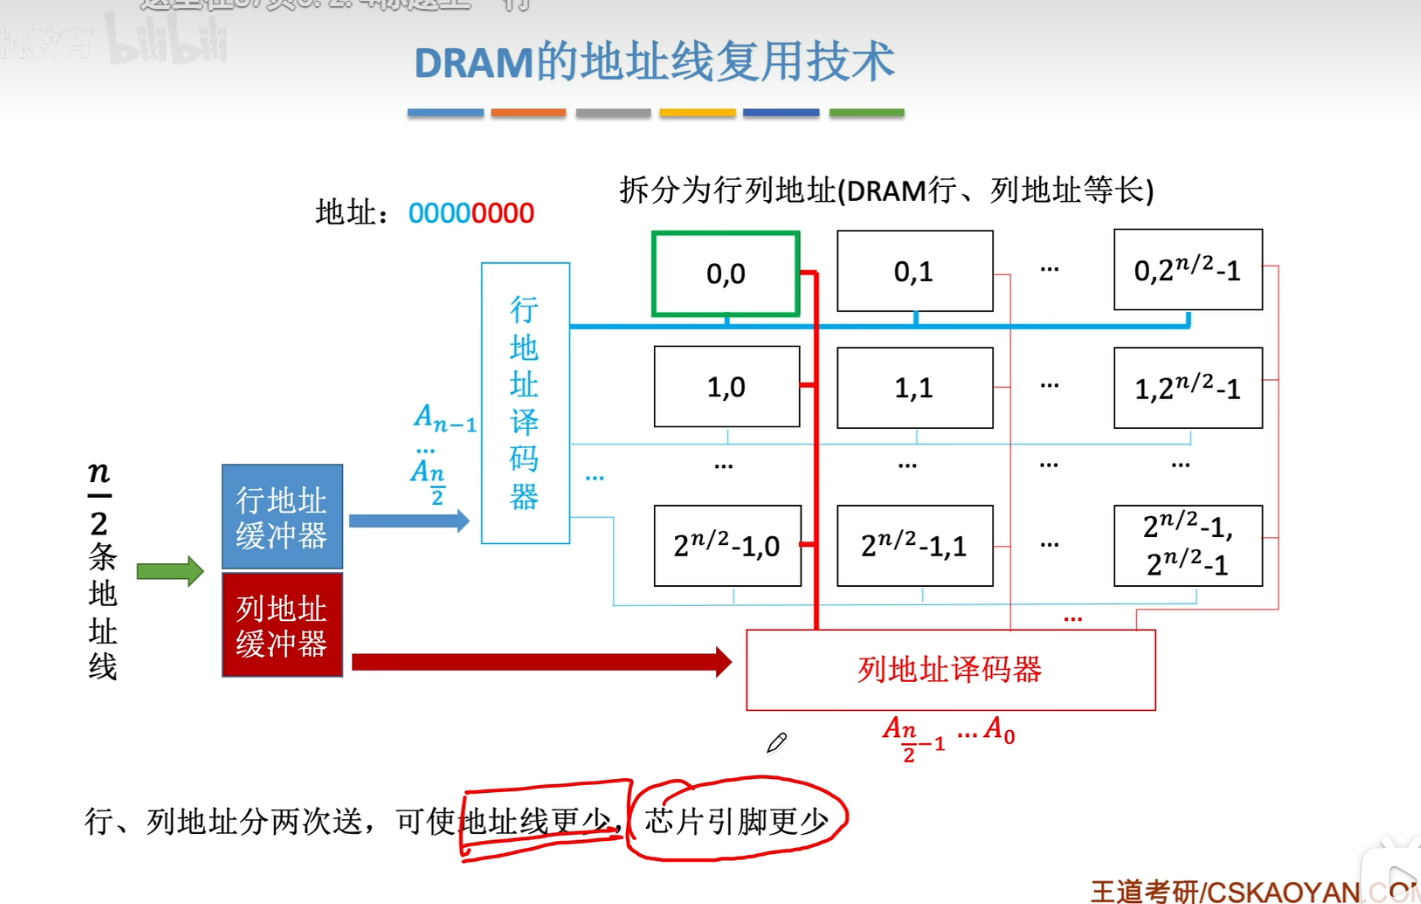 bilibili
DRAM的地址线复用技术
拆分为行列地址(DRAM行、列地址等长)
地址：00000000
行地址译码器
0,0
0,1
...
0,2^{n/2}-1
1,0
1,1
...
1,2^{n/2}-1
A_{n-1}
...
A_{n/2}
...
...
...
...
...
2^{n/2}-1,0
2^{n/2}-1,1
...
2^{n/2}-1,
2^{n/2}-1
n/2条地址线
行地址
缓冲器
列地址
缓冲器
...
列地址译码器
A_{n/2-1} ...A_0
行、列地址分两次送，可使地址线更少，芯片引脚更少
王道考研/CSKAOYAN.COM